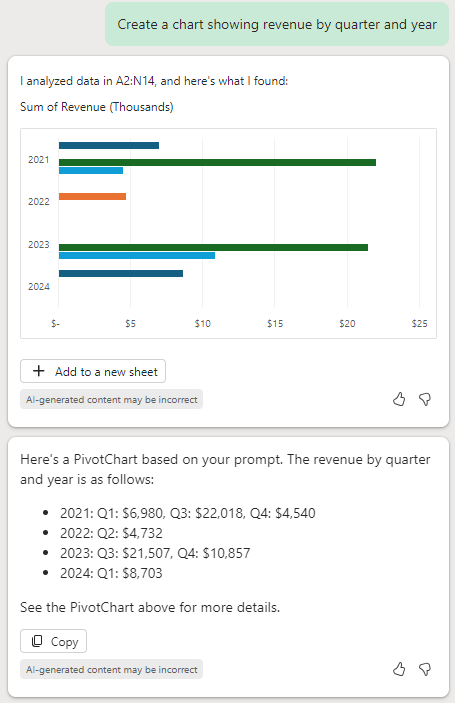 Create a chart showing revenue by quarter and year
I analyzed data in A2:N14, and here's what I found:
Sum of Revenue (Thousands)
2021
2022
2023
2024
$- $5 $10 $15 $20 $25
+ Add to a new sheet
AI-generated content may be incorrect
Here's a PivotChart based on your prompt. The revenue by quarter
and year is as follows:
• 2021: Q1: $6,980, Q3: $22,018, Q4: $4,540
• 2022: Q2: $4,732
• 2023: Q3: $21,507, Q4: $10,857
• 2024: Q1: $8,703
See the PivotChart above for more details.
Copy
AI-generated content may be incorrect